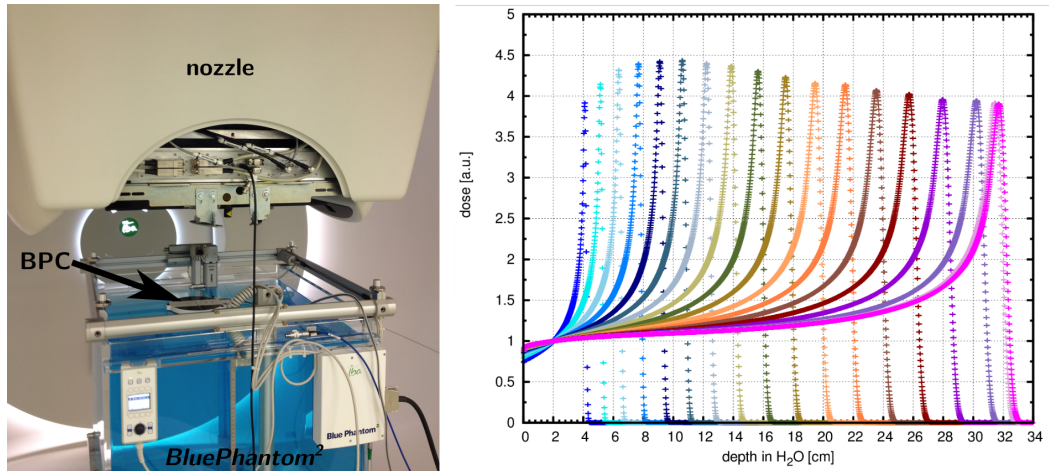 nozzle
BPC
iba
Blue Phantom²
BluePhantom²
dose [a.u.]
5
4.5
4
3.5
3
2.5
2
1.5
1
0.5
0
0 2 4 6 8 10 12 14 16 18 20 22 24 26 28 30 32 34
depth in H₂O [cm]